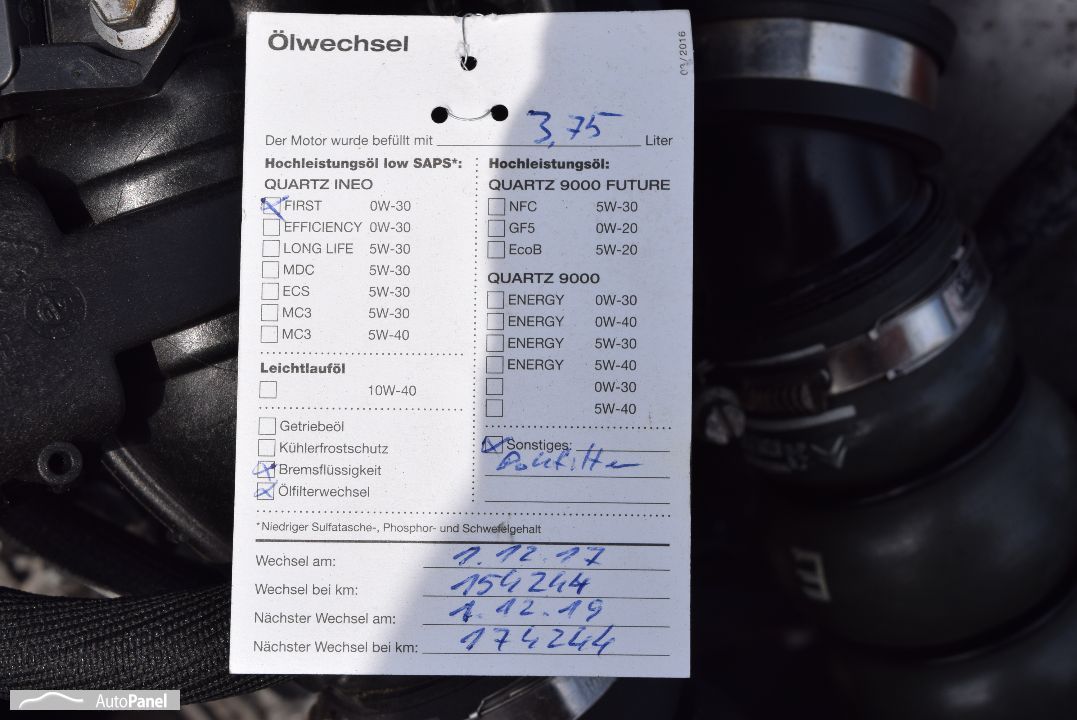 Ölwechsel
03/2016
Der Motor wurde befüllt mit 3,75 Liter
Hochleistungsöl low SAPS*:
QUARTZ INEO
FIRST 0W-30
EFFICIENCY 0W-30
LONG LIFE 5W-30
MDC 5W-30
ECS 5W-30
MC3 5W-30
MC3 5W-40
Leichtlauföl
10W-40
Getriebeöl
Kühlerfrostschutz
Bremsflüssigkeit
Ölfilterwechsel
Hochleistungsöl:
QUARTZ 9000 FUTURE
NFC 5W-30
GF5 0W-20
EcoB 5W-20
QUARTZ 9000
ENERGY 0W-30
ENERGY 0W-40
ENERGY 5W-30
ENERGY 5W-40
0W-30
5W-40
Sonstiges:
*Niedriger Sulfatasche-, Phosphor- und Schwefelgehalt
Wechsel am: 1.12.17
Wechsel bei km: 154244
Nächster Wechsel am: 1.12.19
Nächster Wechsel bei km: 174244
AutoPanel